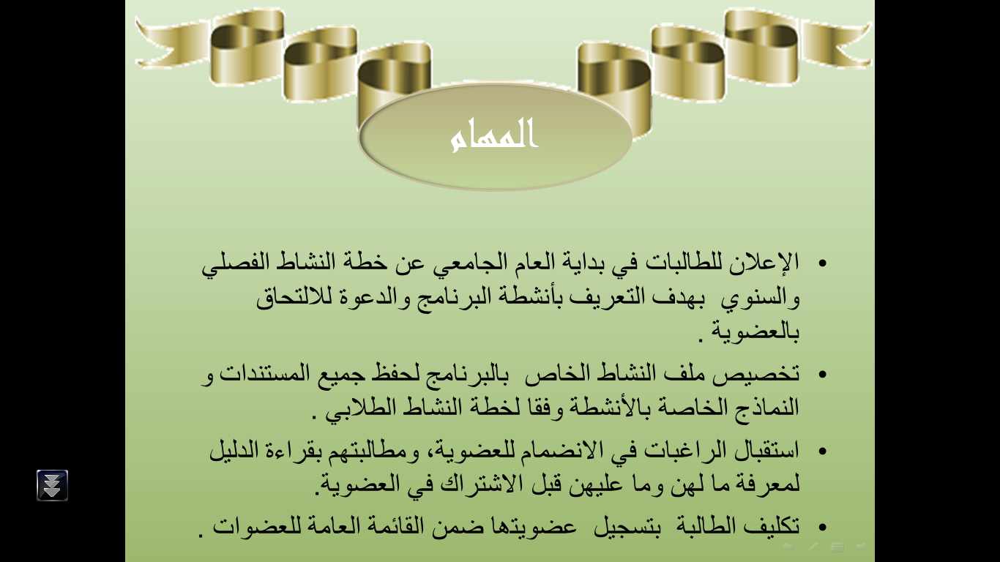 المهام
• الإعلان للطالبات في بداية العام الجامعي عن خطة النشاط الفصلي
والسنوي بهدف التعريف بأنشطة البرنامج والدعوة للالتحاق
بالعضوية .
• تخصيص ملف النشاط الخاص بالبرنامج لحفظ جميع المستندات و
النماذج الخاصة بالأنشطة وفقا لخطة النشاط الطلابي .
• استقبال الراغبات في الانضمام للعضوية، ومطالبتهم بقراءة الدليل
لمعرفة ما لهن وما عليهن قبل الاشتراك في العضوية.
• تكليف الطالبة بتسجيل عضويتها ضمن القائمة العامة للعضوات .